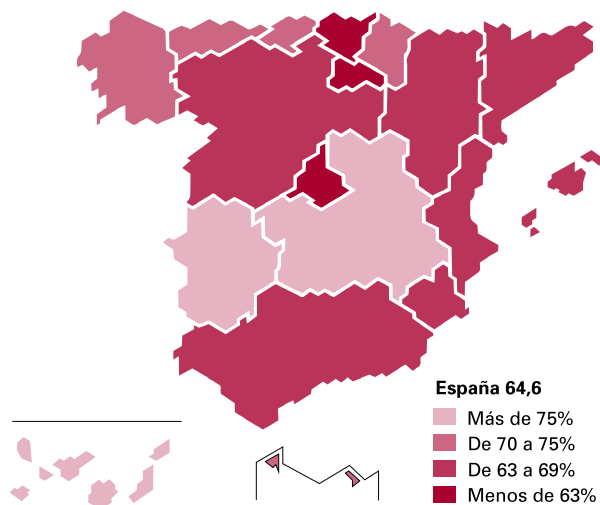 España 64,6
Más de 75%
De 70 a 75%
De 63 a 69%
Menos de 63%